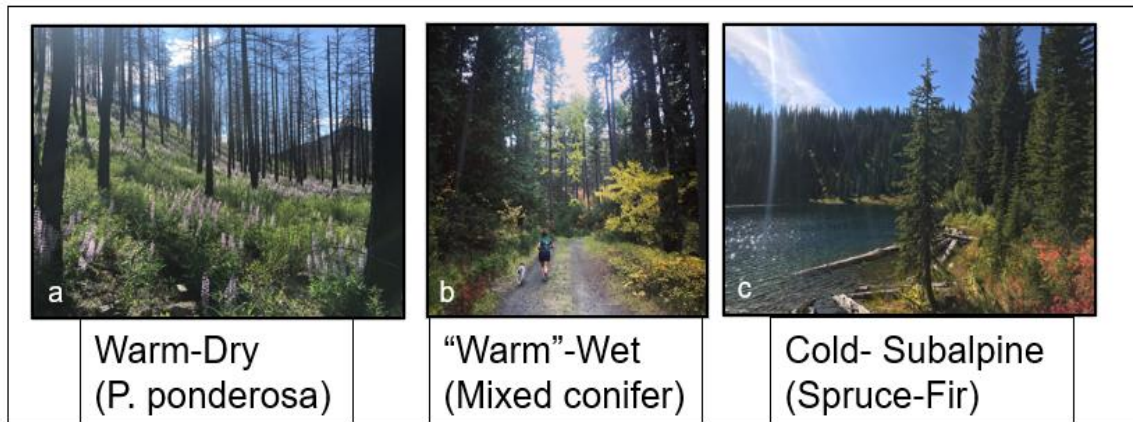 a
b
c
Warm-Dry
(P. ponderosa)
“Warm”-Wet
(Mixed conifer)
Cold- Subalpine
(Spruce-Fir)